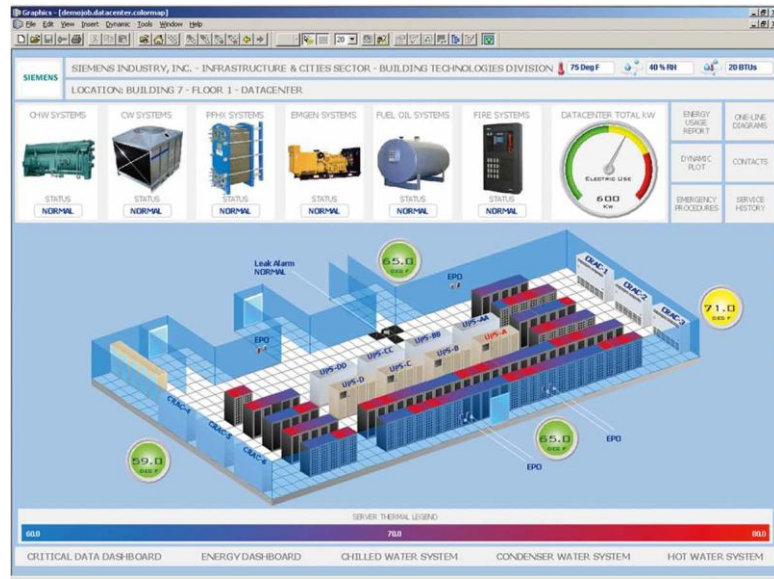 Graphics - [demojob.datacenter.colormap]
File Edit View Insert Dynamic Tools Window Help
20
SIEMENS
SIEMENS INDUSTRY, INC. - INFRASTRUCTURE & CITIES SECTOR - BUILDING TECHNOLOGIES DIVISION
75 Deg F
40 % RH
20 BTUs
LOCATION: BUILDING 7 - FLOOR 1 - DATACENTER
CHW SYSTEMS
CW SYSTEMS
PFHX SYSTEMS
EMGEN SYSTEMS
FUEL OIL SYSTEMS
FIRE SYSTEMS
DATACENTER TOTAL kW
ENERGY USAGE REPORT
ONE-LINE DIAGRAMS
DYNAMIC PLOT
CONTACTS
EMERGENCY PROCEDURES
SERVICE HISTORY
ELECTRIC USE
600
KW
STATUS
NORMAL
STATUS
NORMAL
STATUS
NORMAL
STATUS
NORMAL
STATUS
NORMAL
STATUS
NORMAL
Leak Alarm
NORMAL
65.0
DEG F
EPO
CRAC-1
CRAC-2
CRAC-3
71.0
DEG F
EPO
UPS-AA
UPS-BB
UPS-CC
UPS-DD
UPS-A
UPS-B
UPS-C
UPS-D
CRAC-4
CRAC-5
CRAC-6
59.0
DEG F
65.0
DEG F
EPO
EPO
SERVER THERMAL LEGEND
60.0
70.0
80.0
CRITICAL DATA DASHBOARD
ENERGY DASHBOARD
CHILLED WATER SYSTEM
CONDENSER WATER SYSTEM
HOT WATER SYSTEM